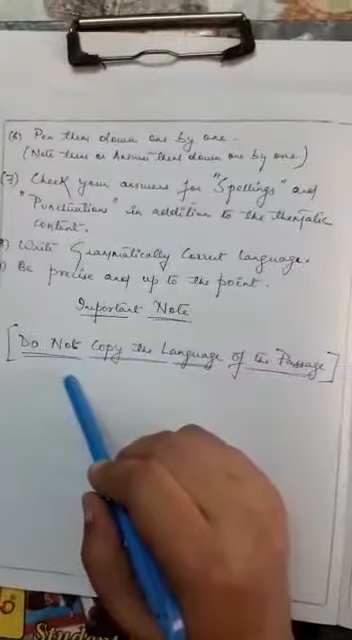 (6) Pen them down one by one.
(Note them or Answer them down one by one)
(7) Check your answers for "Spellings" and
"Punctuations" in addition to the thematic
content.
) Write Grammatically Correct language.
) Be precise and up to the point.
Important Note
[Do Not Copy the Language of the Passage]
Student